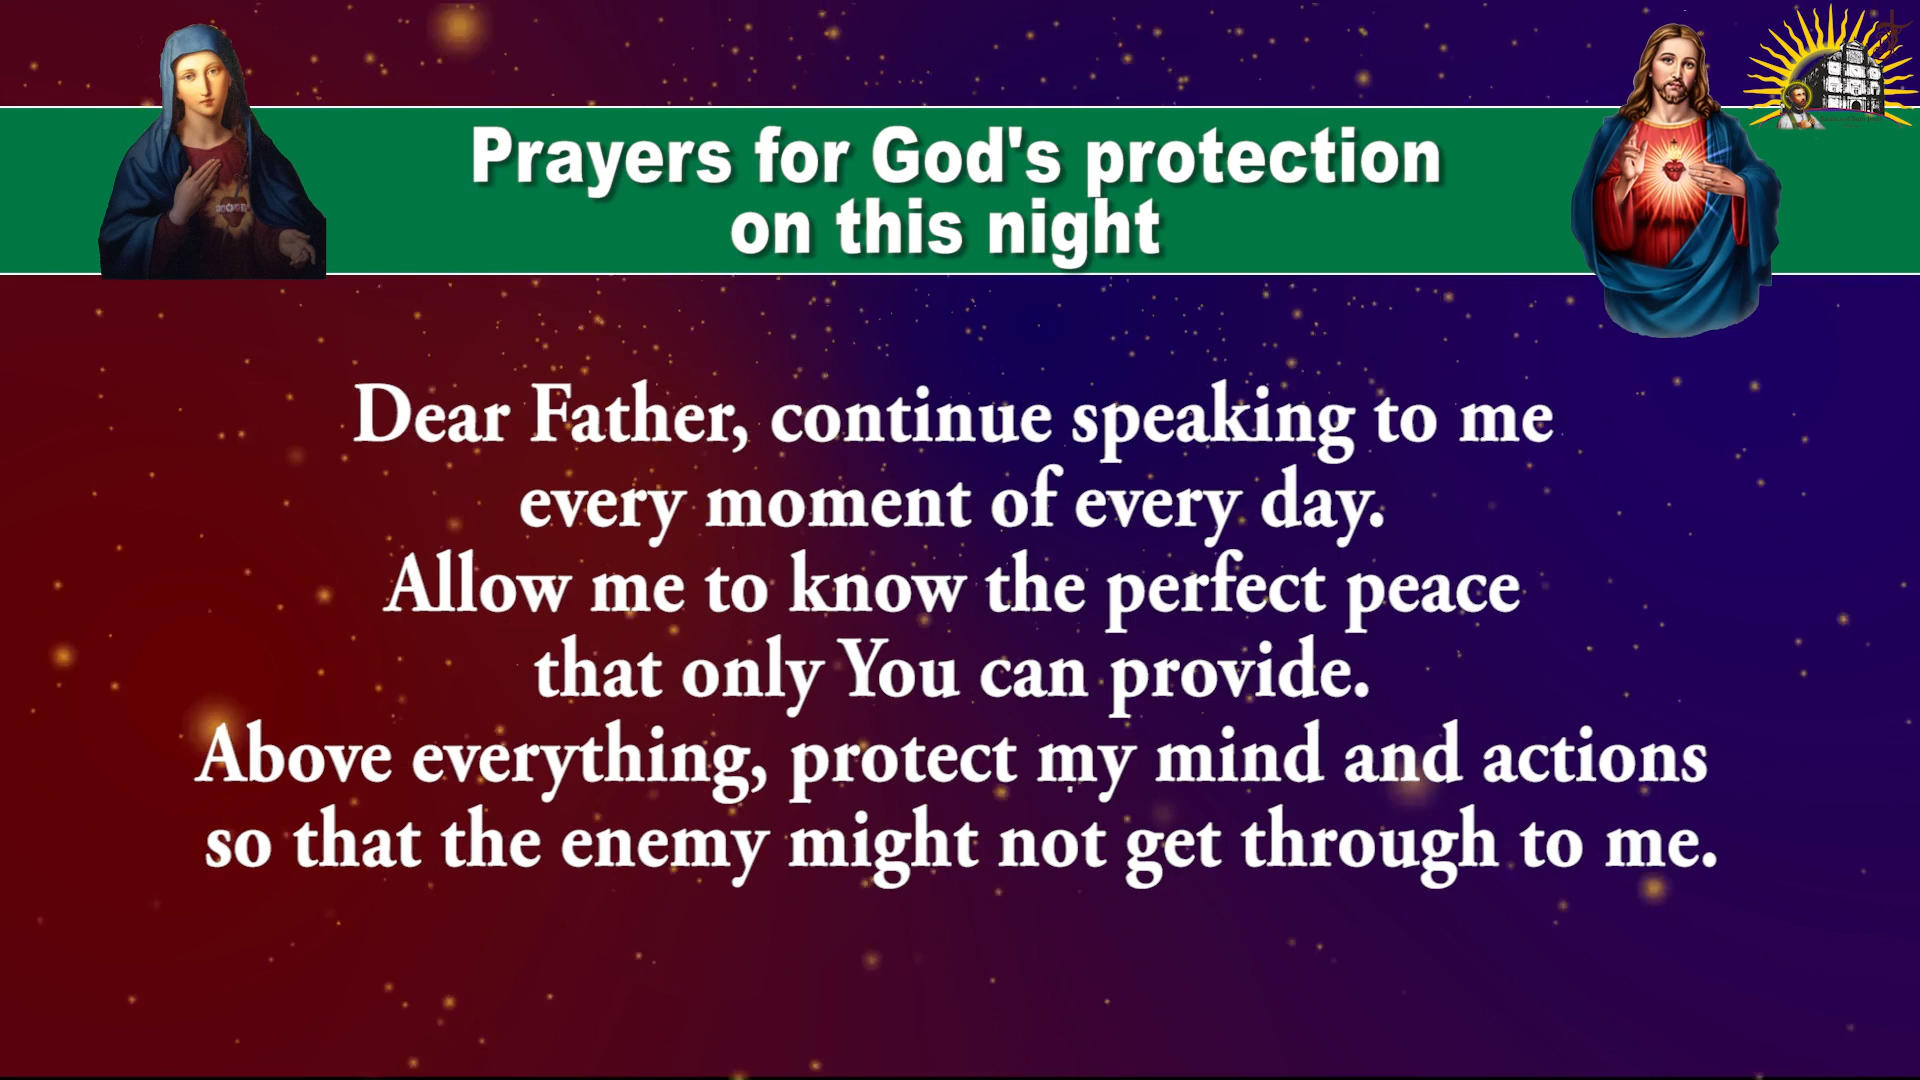 Prayers for God's protection
on this night
Dear Father, continue speaking to me
every moment of every day.
Allow me to know the perfect peace
that only You can provide.
Above everything, protect my mind and actions
so that the enemy might not get through to me.